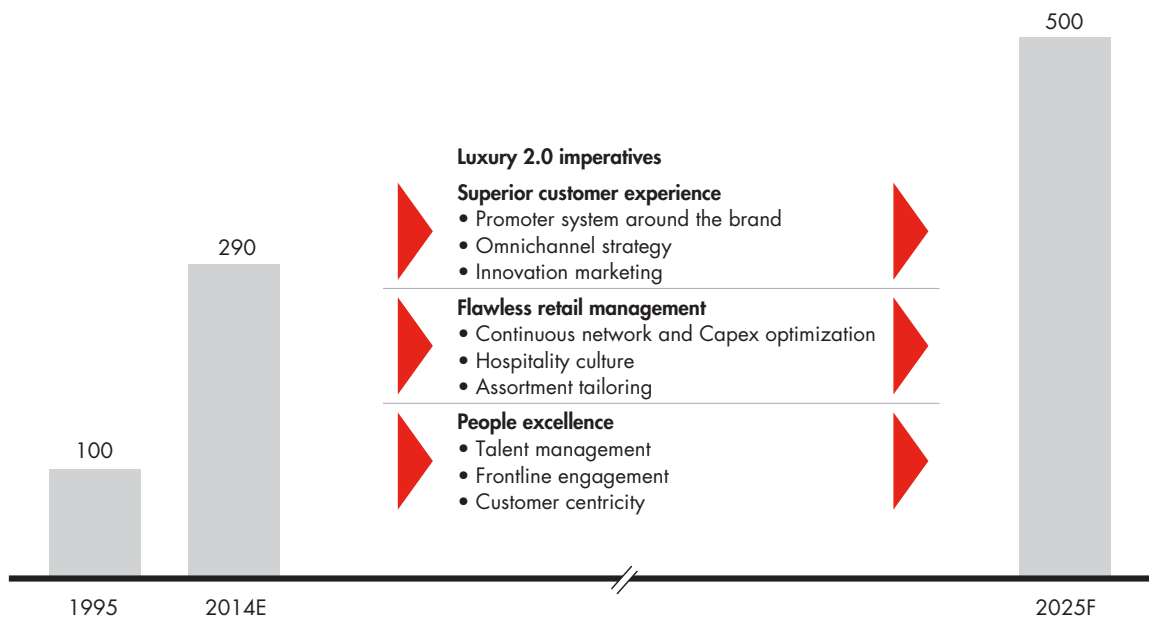 500
Luxury 2.0 imperatives
Superior customer experience
• Promoter system around the brand
• Omnichannel strategy
• Innovation marketing
290
Flawless retail management
• Continuous network and Capex optimization
• Hospitality culture
• Assortment tailoring
People excellence
100
• Talent management
• Frontline engagement
• Customer centricity
1995
2014E
2025F